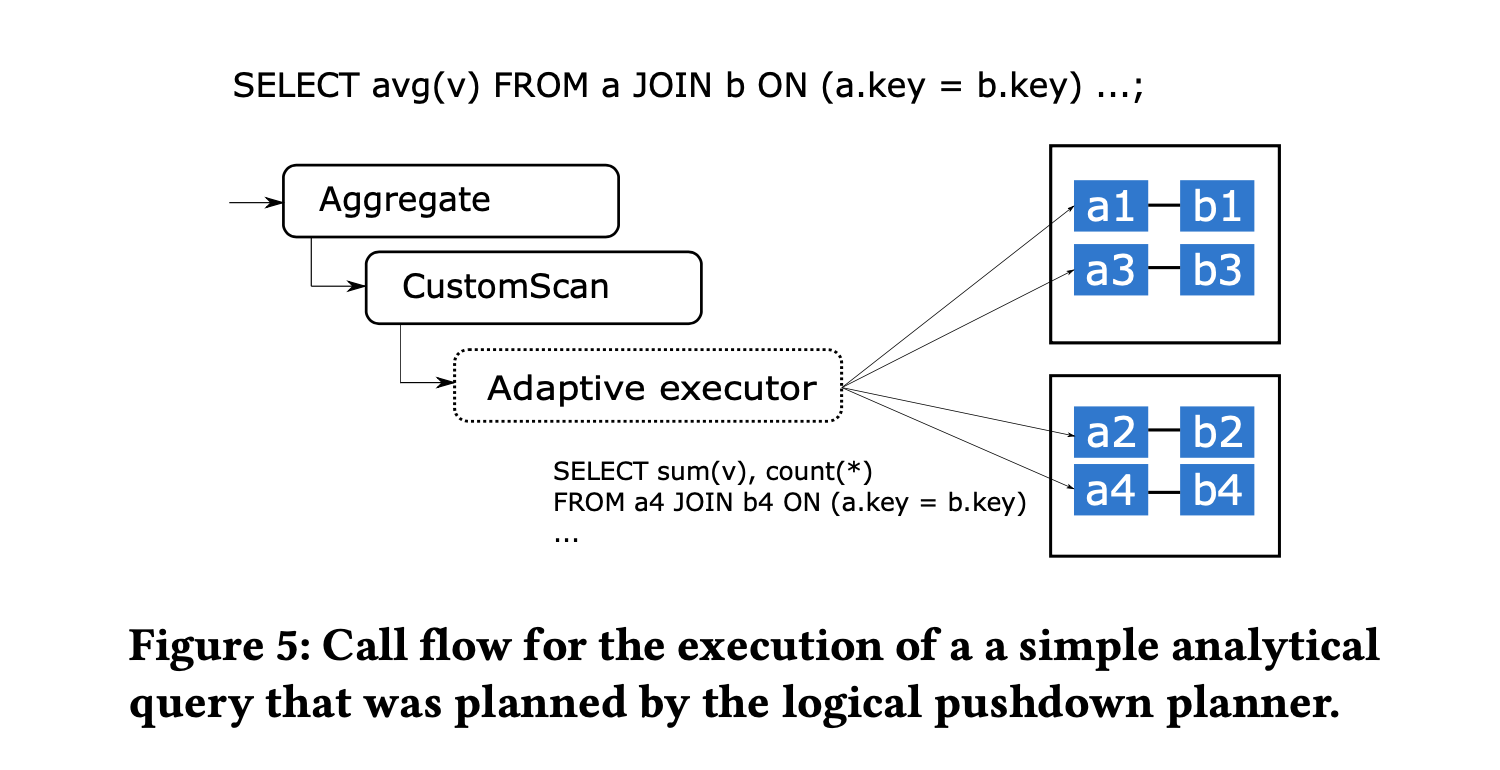 SELECT avg(v) FROM a JOIN b ON (a.key = b.key) ...;
Aggregate
CustomScan
Adaptive executor
SELECT sum(v), count(*)
FROM a4 JOIN b4 ON (a.key = b.key)
...
a1 b1
a3 b3
a2 b2
a4 b4
Figure 5: Call flow for the execution of a a simple analytical
query that was planned by the logical pushdown planner.